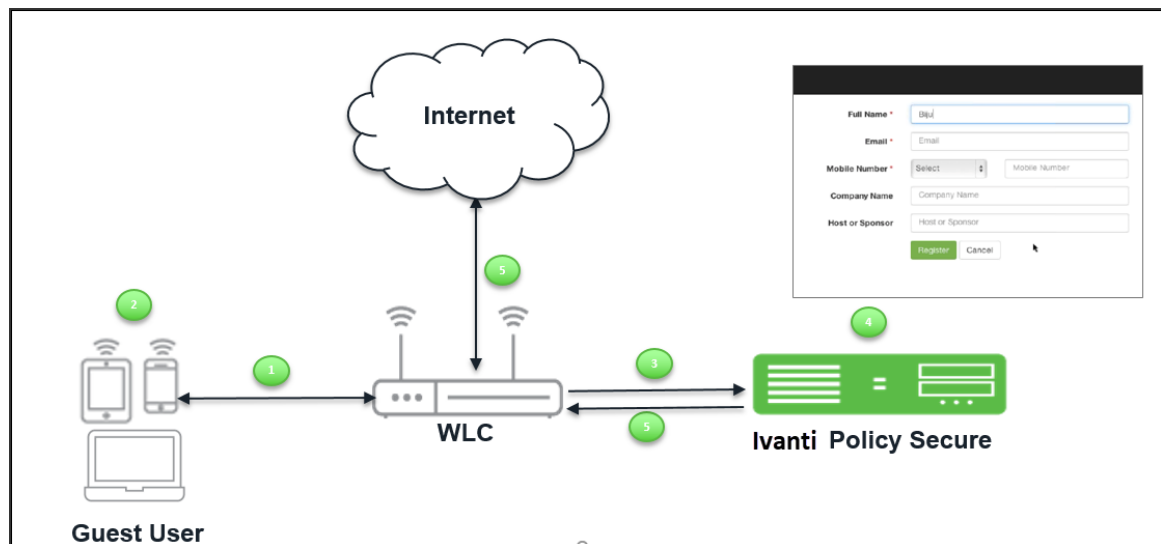 Internet
Full Name *
Biju
Email *
Email
Mobile Number *
Select
Mobile Number
Company Name
Company Name
Host or Sponsor
Host or Sponsor
Register
Cancel
5
2
4
1
3
5
WLC
Ivanti Policy Secure
Guest User